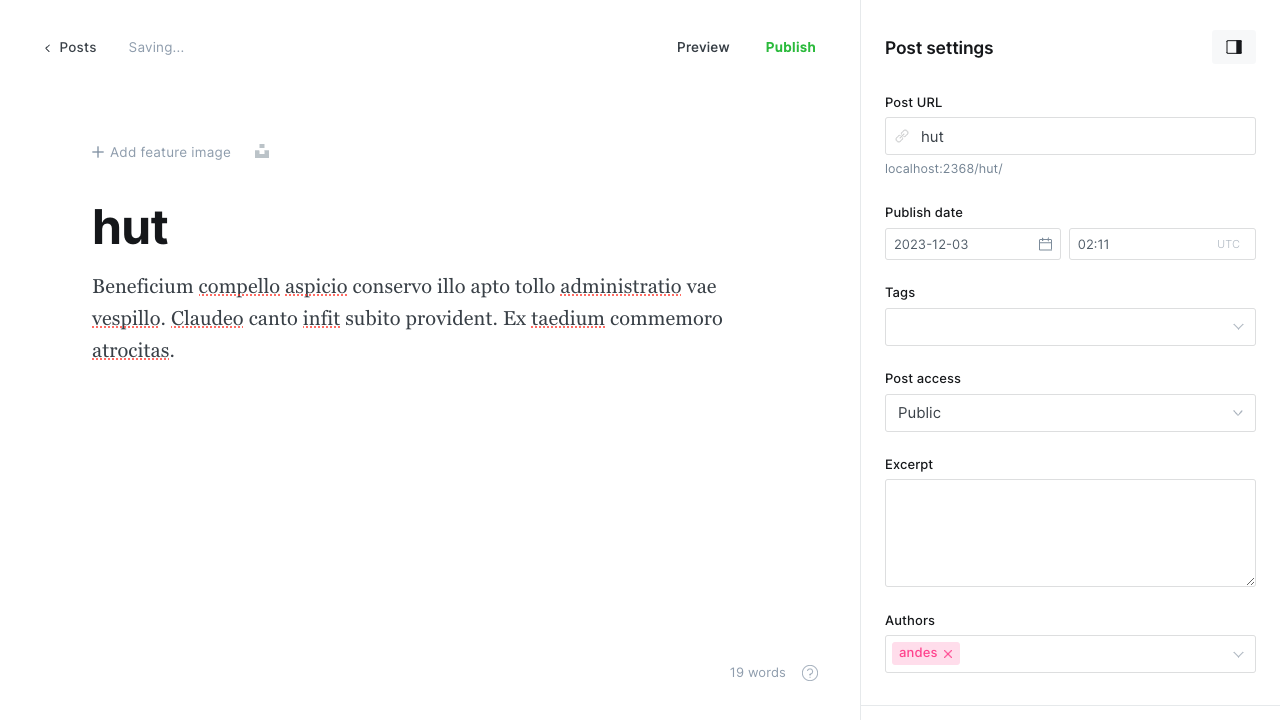 Posts
Saving...
Preview
Publish
Post settings
Post URL
hut
localhost:2368/hut/
Add feature image
hut
Beneficium compello aspicio conservo illo apto tollo administratio vae
vespillo. Claudeo canto infit subito provident. Ex taedium commemoro
atrocitas.
Publish date
2023-12-03
02:11
UTC
Tags
Post access
Public
Excerpt
Authors
andes
19 words